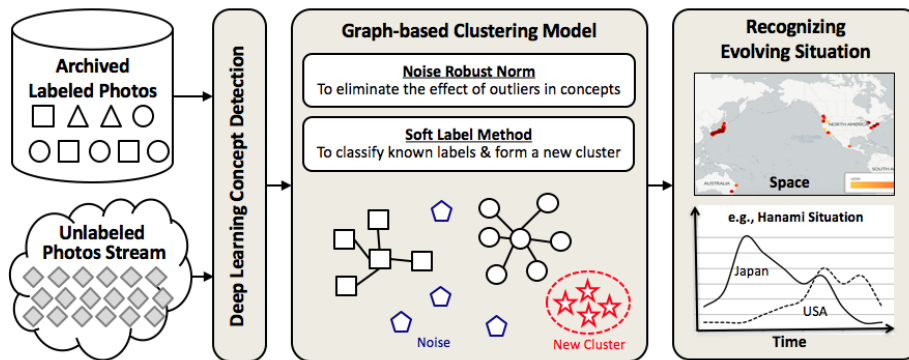 Archived
Labeled Photos
Unlabeled
Photos Stream
Deep Learning Concept Detection
Graph-based Clustering Model
Noise Robust Norm
To eliminate the effect of outliers in concepts
Soft Label Method
To classify known labels & form a new cluster
Noise
New Cluster
Recognizing
Evolving Situation
NORTH AMERICA
SOUTH A
AUSTRALIA
Space
e.g., Hanami Situation
Japan
USA
Time